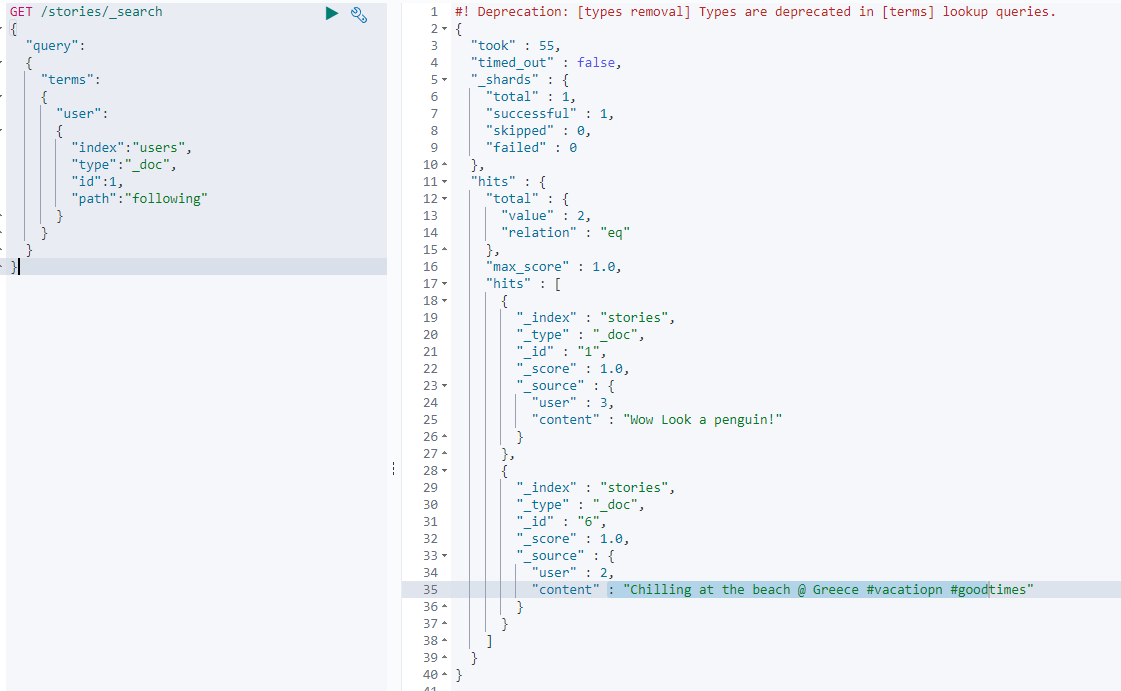 GET /stories/_search
{
"query":
{
"terms":
{
"user":
{
"index":"users",
"type":"_doc",
"id":1,
"path":"following"
}
}
}
}
1 #! Deprecation: [types removal] Types are deprecated in [terms] lookup queries.
2 {
3 "took" : 55,
4 "timed_out" : false,
5 "_shards" : {
6 "total" : 1,
7 "successful" : 1,
8 "skipped" : 0,
9 "failed" : 0
10 },
11 "hits" : {
12 "total" : {
13 "value" : 2,
14 "relation" : "eq"
15 },
16 "max_score" : 1.0,
17 "hits" : [
18 {
19 "_index" : "stories",
20 "_type" : "_doc",
21 "_id" : "1",
22 "_score" : 1.0,
23 "_source" : {
24 "user" : 3,
25 "content" : "Wow Look a penguin!"
26 }
27 },
28 {
29 "_index" : "stories",
30 "_type" : "_doc",
31 "_id" : "6",
32 "_score" : 1.0,
33 "_source" : {
34 "user" : 2,
35 "content" : "Chilling at the beach @ Greece #vacatiopn #goodtimes"
36 }
37 }
38 ]
39 }
40 }
41